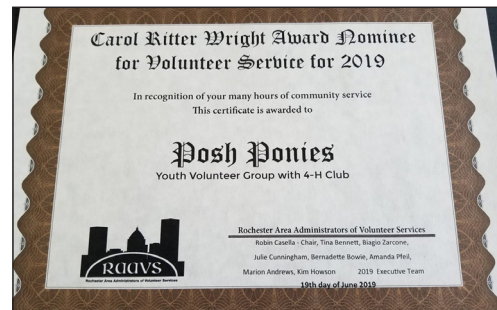 Carol Ritter Wright Award Nominee
for Volunteer Service for 2019
In recognition of your many hours of community service
This certificate is awarded to
Posh Ponies
Youth Volunteer Group with 4-H Club
Rochester Area Administrators of Volunteer Services
Robin Casella - Chair, Tina Bennett, Biagio Zarcone,
Julie Cunningham, Bernadette Bowie, Amanda Pfeil,
Marion Andrews, Kim Howson 2019 Executive Team
19th day of June 2019
RAAVS
Rochester Area Administrators of Volunteer Services